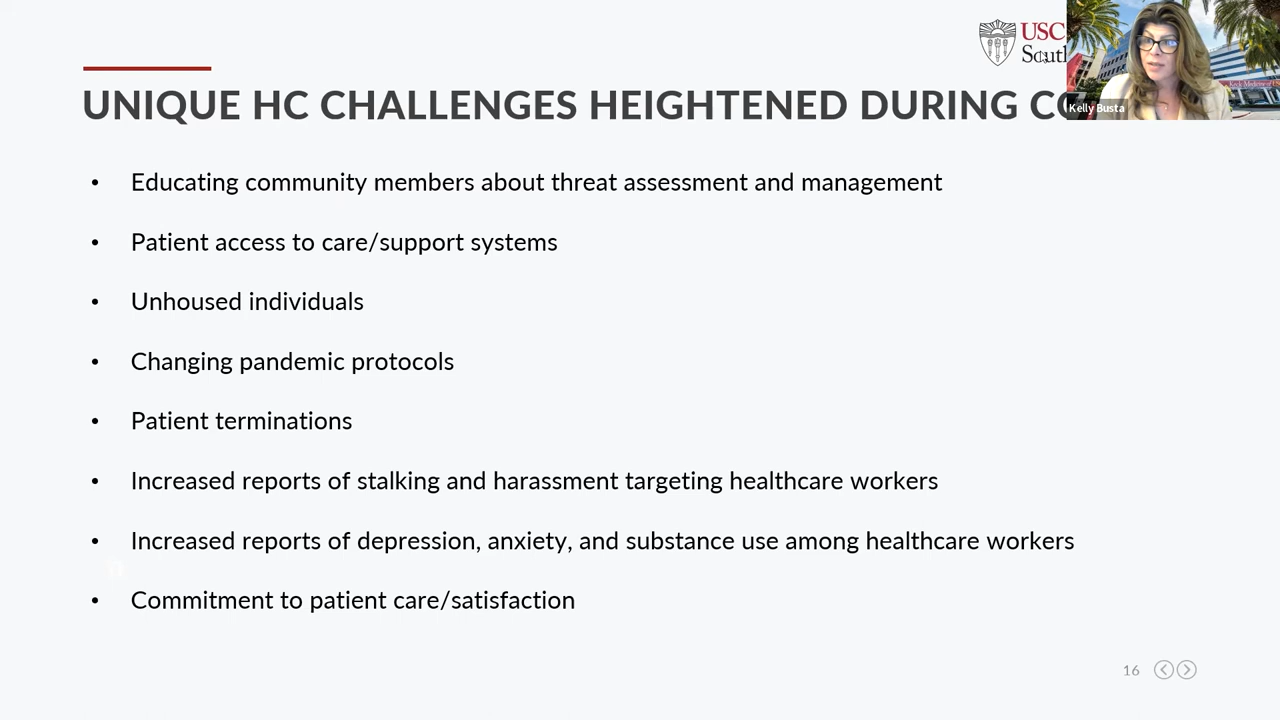 USC
UNIQUE HC CHALLENGES HEIGHTENED DURING
Kelly Busta
• Educating community members about threat assessment and management
• Patient access to care/support systems
• Unhoused individuals
• Changing pandemic protocols
• Patient terminations
• Increased reports of stalking and harassment targeting healthcare workers
• Increased reports of depression, anxiety, and substance use among healthcare workers
• Commitment to patient care/satisfaction
16